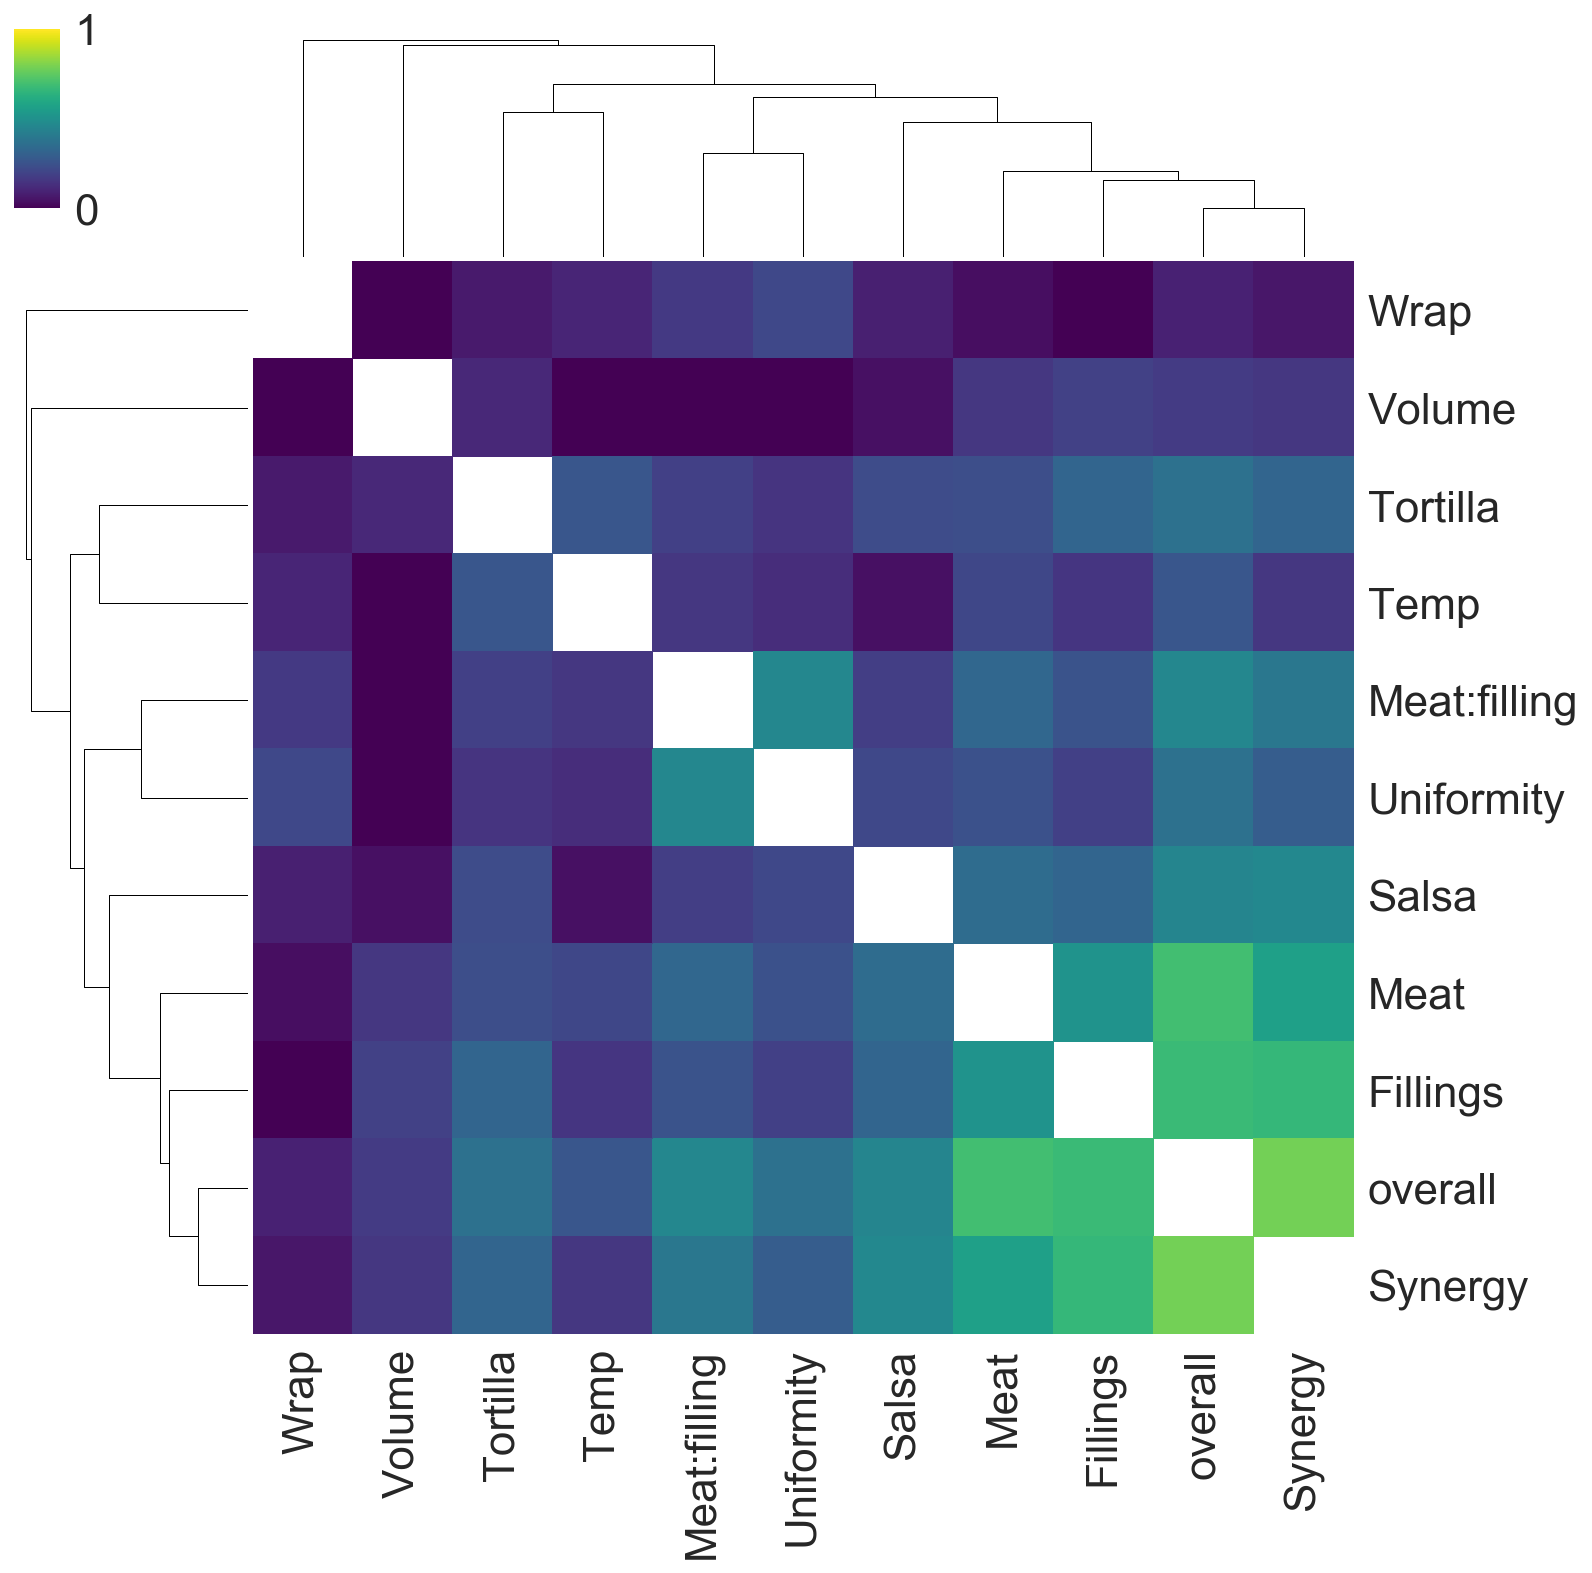 1
0
Wrap
Volume
Tortilla
Temp
Meat:filling
Uniformity
Salsa
Meat
Fillings
overall
Synergy
Wrap
Volume
Tortilla
Temp
Meat:filling
Uniformity
Salsa
Meat
Fillings
overall
Synergy